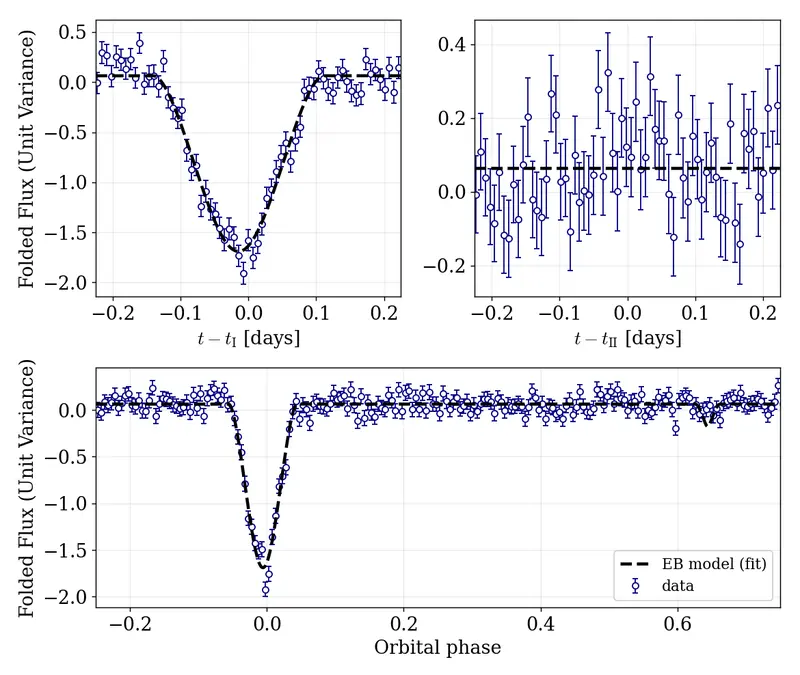 Folded Flux (Unit Variance)
0.5
0.0
−0.5
−1.0
−1.5
−2.0
−0.2 −0.1 0.0 0.1 0.2
t − t_I [days]
0.4
0.2
0.0
−0.2
−0.2 −0.1 0.0 0.1 0.2
t − t_II [days]
Folded Flux (Unit Variance)
0.0
−0.5
−1.0
−1.5
−2.0
−0.2 0.0 0.2 0.4 0.6
Orbital phase
EB model (fit)
data